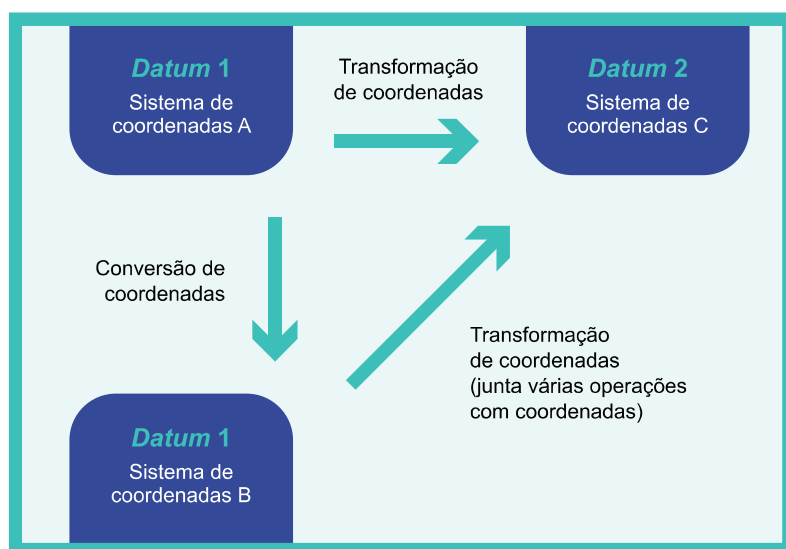 Datum 1
Sistema de
coordenadas A
Transformação
de coordenadas
Datum 2
Sistema de
coordenadas C
Conversão de
coordenadas
Transformação
de coordenadas
(junta várias operações
com coordenadas)
Datum 1
Sistema de
coordenadas B